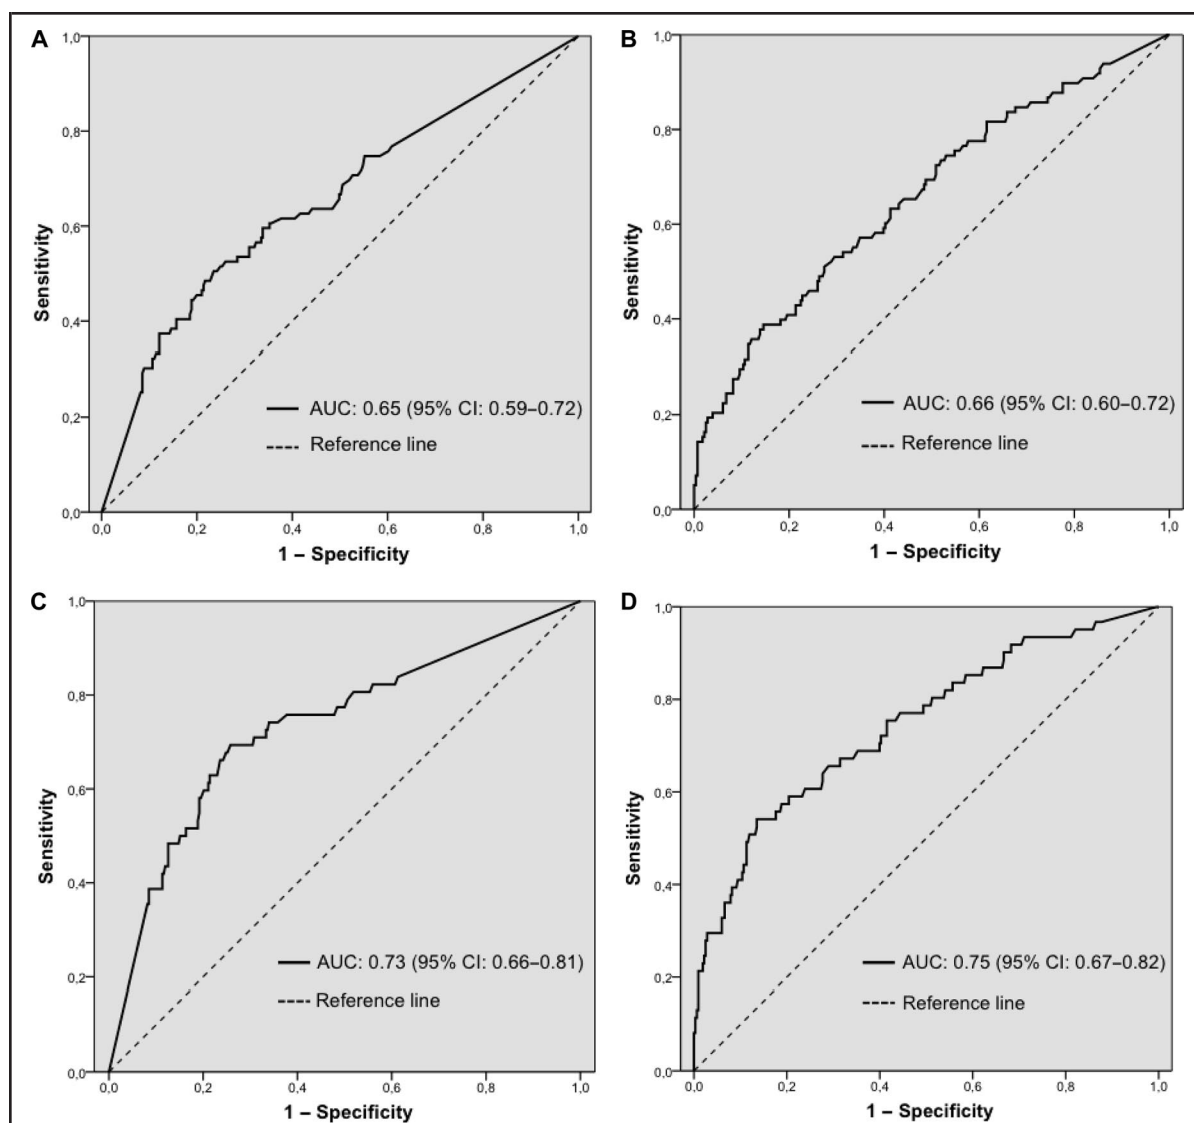 A
1,0
0,8
0,6
0,4
0,2
0,0
Sensitivity
AUC: 0.65 (95% CI: 0.59–0.72)
Reference line
0,0 0,2 0,4 0,6 0,8 1,0
1 – Specificity
B
1,0
0,8
0,6
0,4
0,2
0,0
Sensitivity
AUC: 0.66 (95% CI: 0.60–0.72)
Reference line
0,0 0,2 0,4 0,6 0,8 1,0
1 – Specificity
C
1,0
0,8
0,6
0,4
0,2
0,0
Sensitivity
AUC: 0.73 (95% CI: 0.66–0.81)
Reference line
0,0 0,2 0,4 0,6 0,8 1,0
1 – Specificity
D
1,0
0,8
0,6
0,4
0,2
0,0
Sensitivity
AUC: 0.75 (95% CI: 0.67–0.82)
Reference line
0,0 0,2 0,4 0,6 0,8 1,0
1 – Specificity